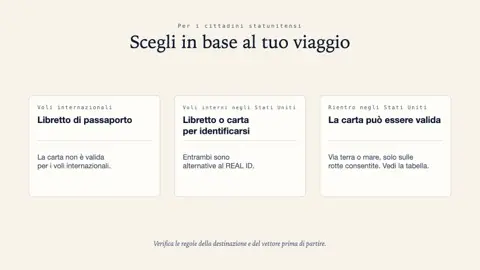 Per i cittadini statunitensi
Scegli in base al tuo viaggio
Voli internazionali
Libretto di passaporto
La carta non è valida
per i voli internazionali.
Voli interni negli Stati Uniti
Libretto o carta
per identificarsi
Entrambi sono
alternative al REAL ID.
Rientro negli Stati Uniti
La carta può essere valida
Via terra o mare, solo sulle
rotte consentite. Vedi la tabella.
Verifica le regole della destinazione e del vettore prima di partire.